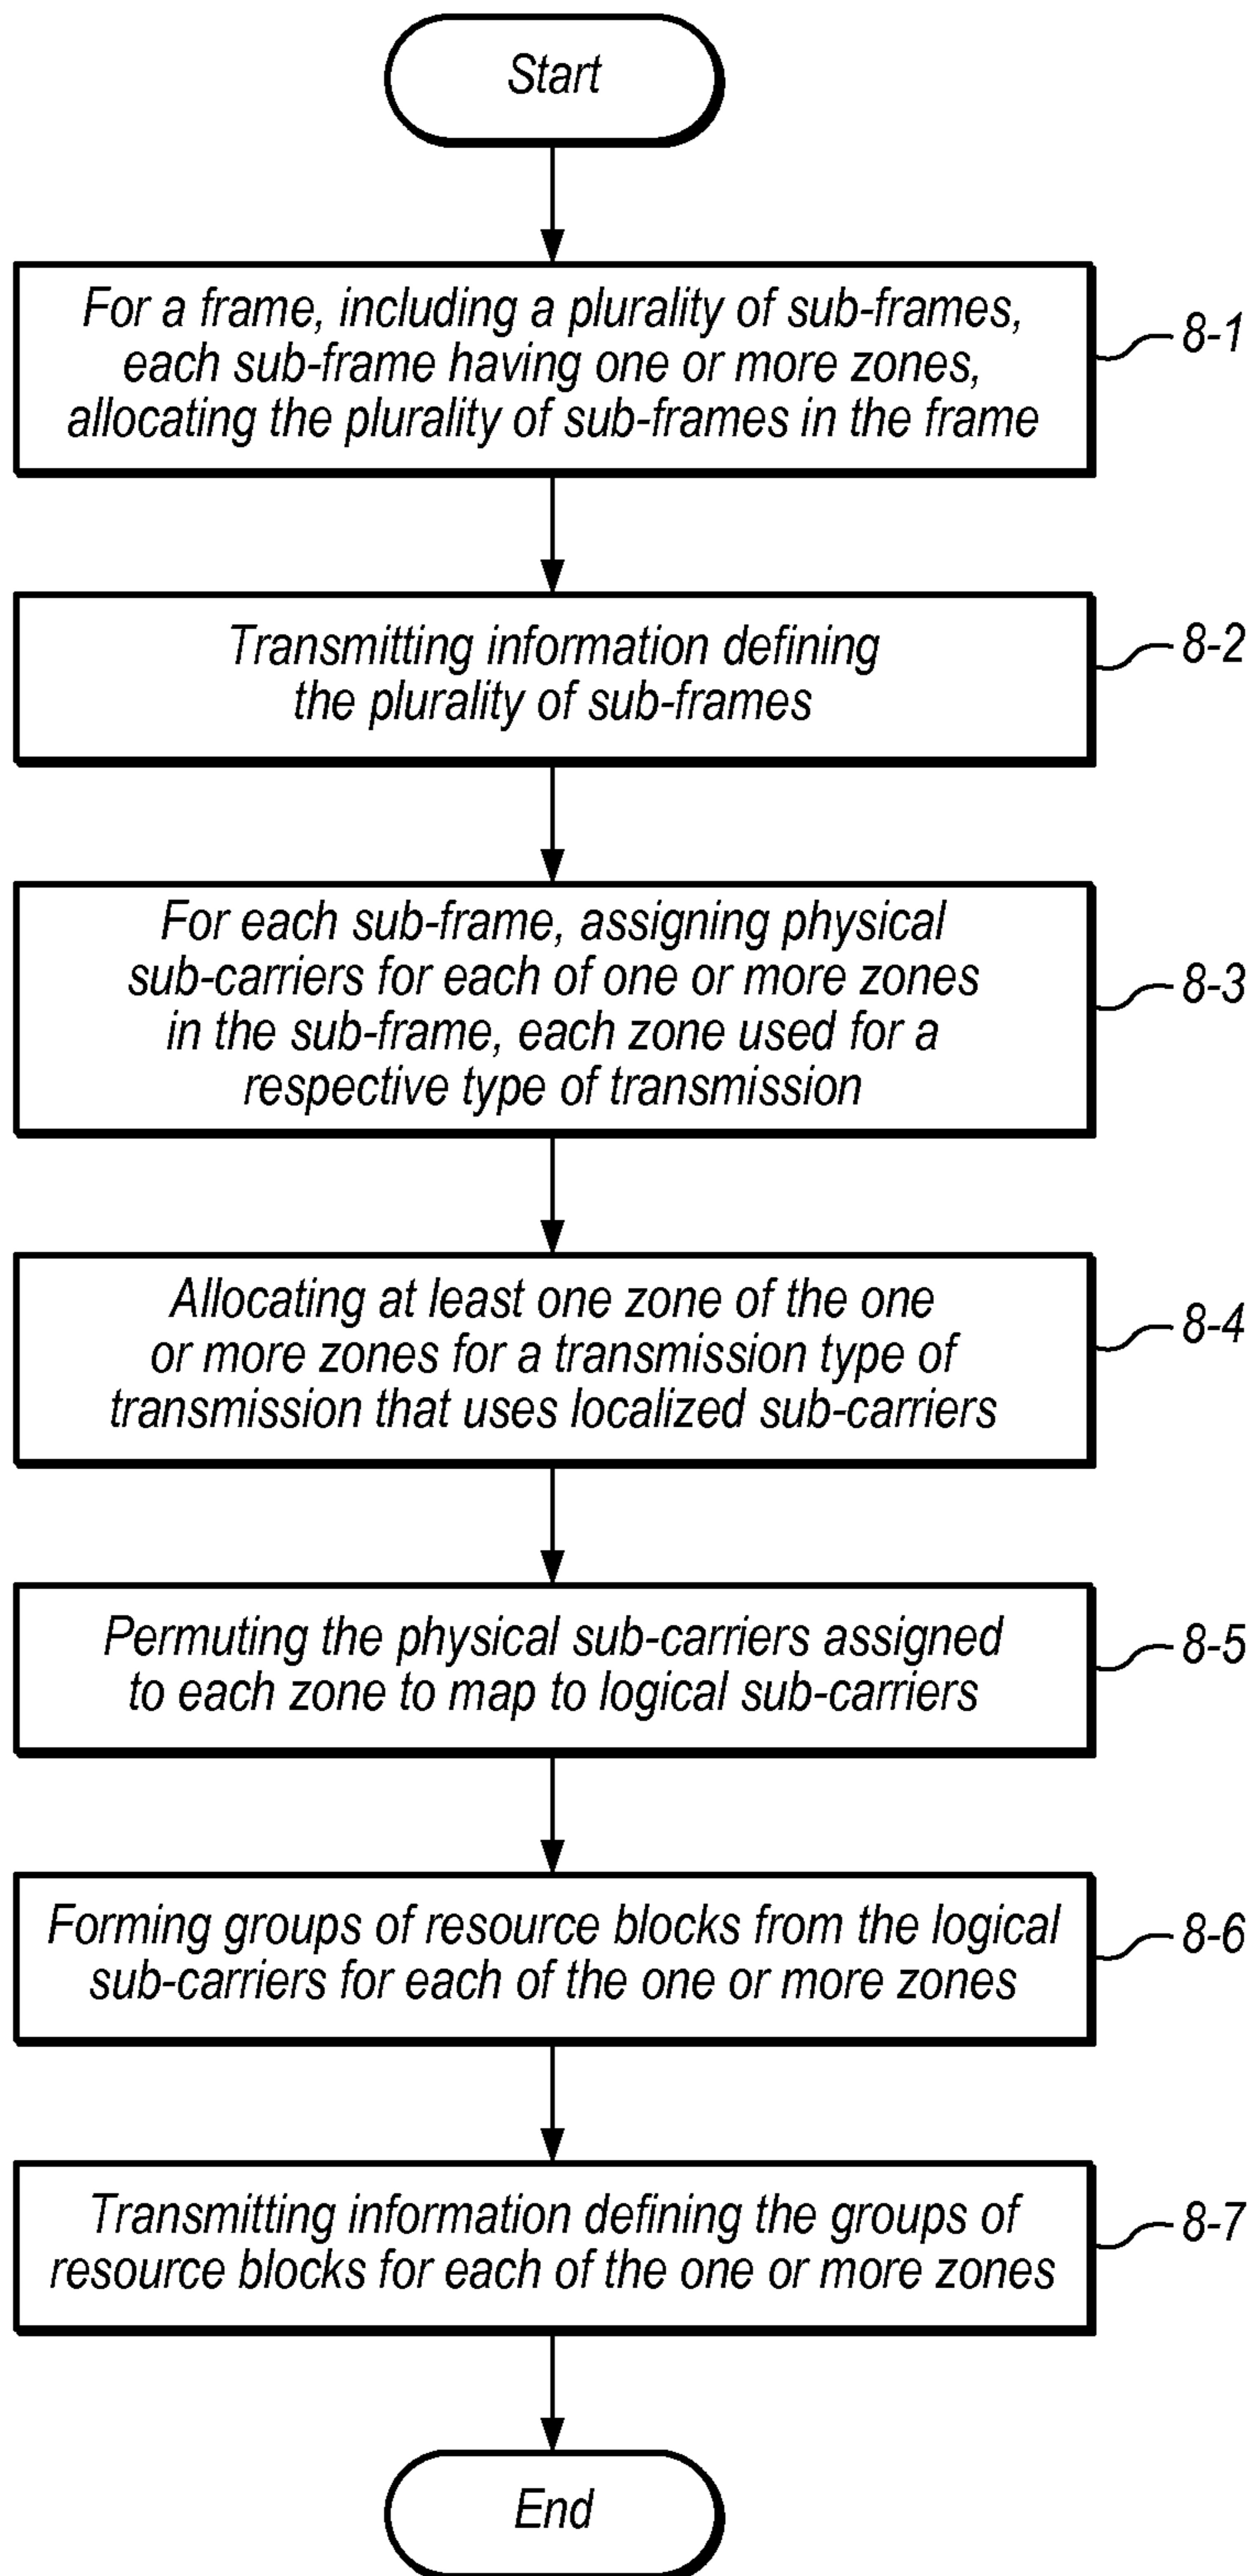 Start
For a frame, including a plurality of sub-frames,
each sub-frame having one or more zones,
allocating the plurality of sub-frames in the frame
8-1
Transmitting information defining
the plurality of sub-frames
8-2
For each sub-frame, assigning physical
sub-carriers for each of one or more zones
in the sub-frame, each zone used for a
respective type of transmission
8-3
Allocating at least one zone of the one
or more zones for a transmission type of
transmission that uses localized sub-carriers
8-4
Permuting the physical sub-carriers assigned
to each zone to map to logical sub-carriers
8-5
Forming groups of resource blocks from the logical
sub-carriers for each of the one or more zones
8-6
Transmitting information defining the groups of
resource blocks for each of the one or more zones
8-7
End